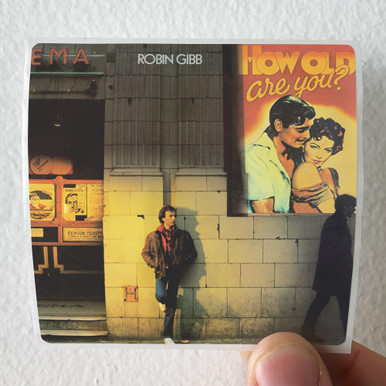 EMA
ROBIN GIBB
HOW OLD
are you?